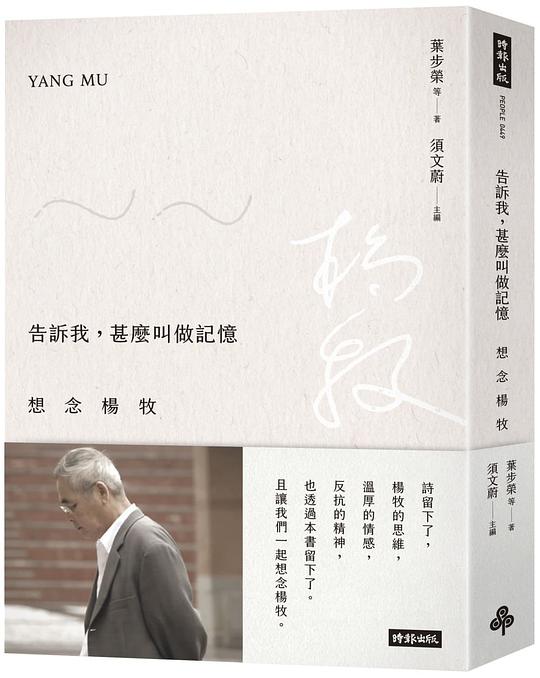 YANG MU
葉步榮 等 著
須文蔚 主編
楊牧
告訴我，甚麼叫做記憶
想念楊牧
詩留下了，
楊牧的思維，
溫厚的情感，
反抗的精神，
也透過本書留下了。
且讓我們一起想念楊牧。
時報出版
時報出版
PEOPLE 0449
告訴我，甚麼叫做記憶
想念楊牧
葉步榮 等 著
須文蔚 主編